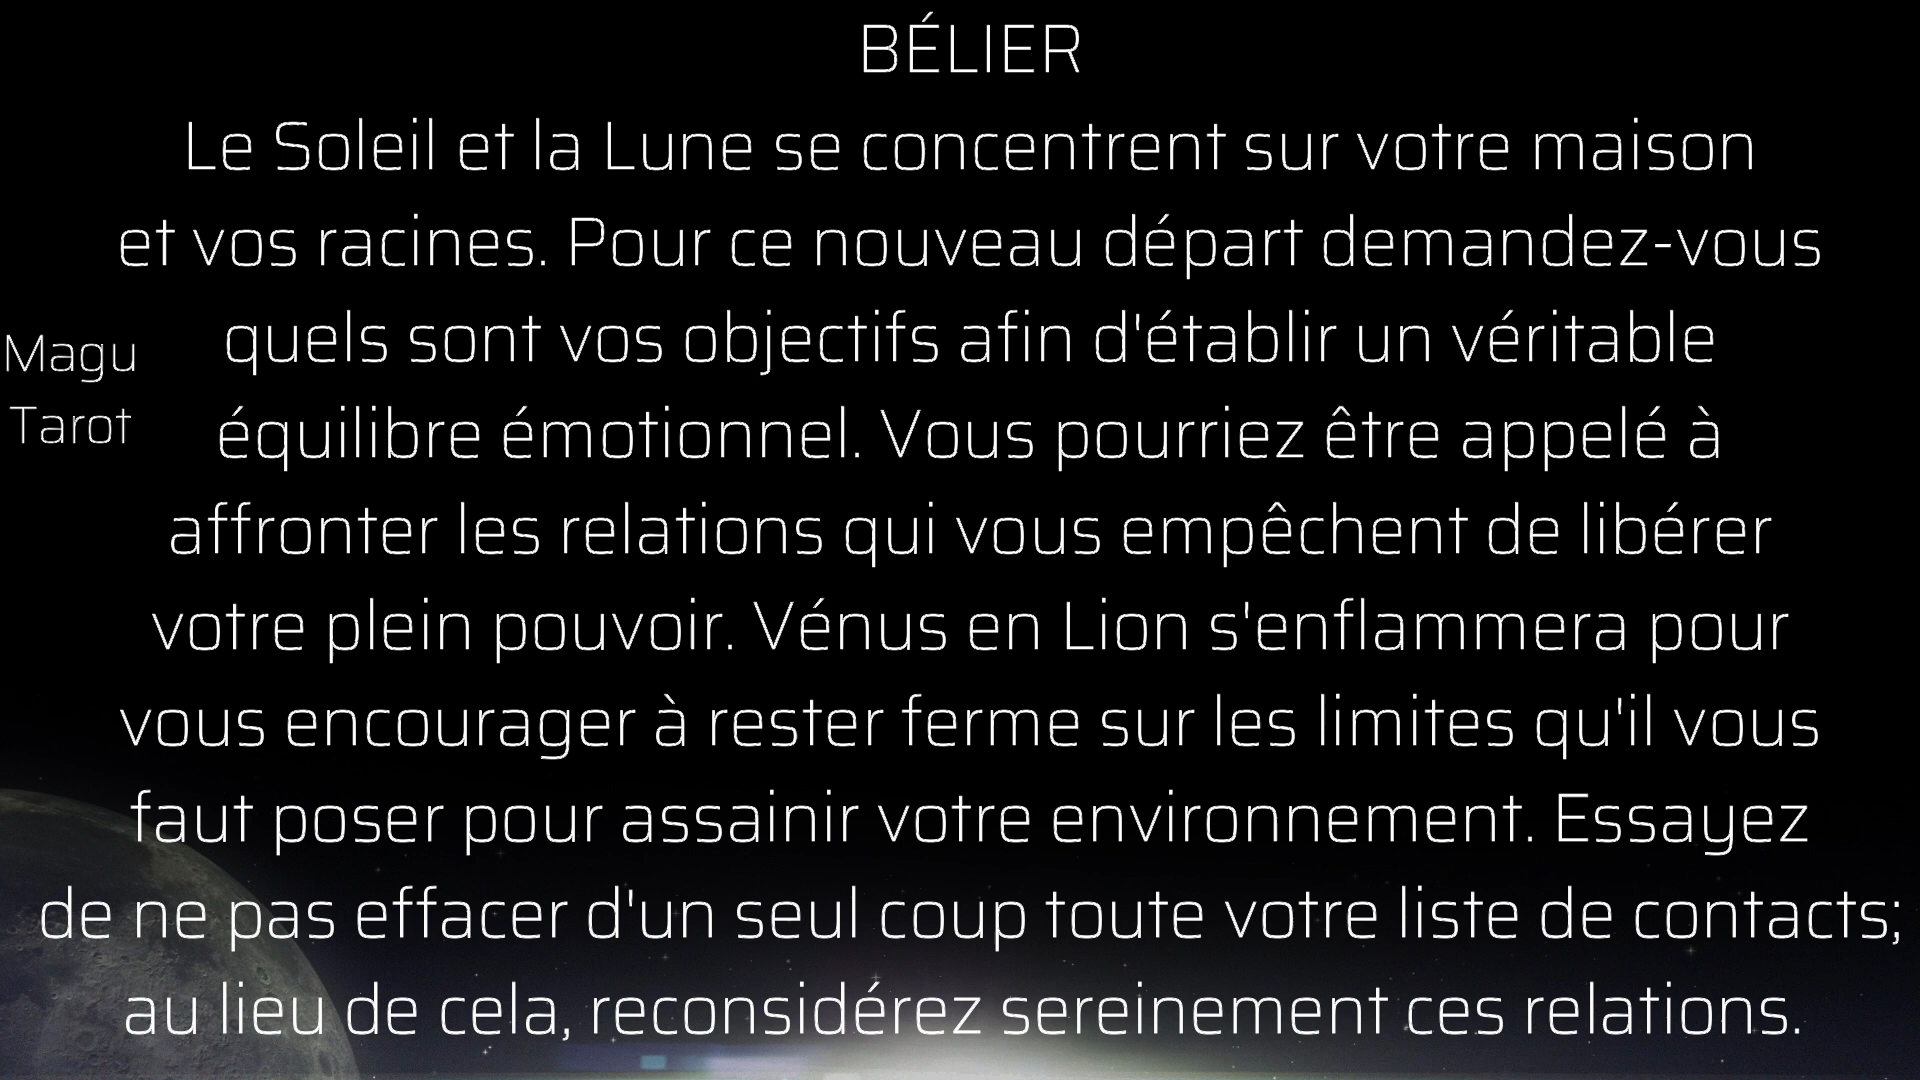 BÉLIER
Le Soleil et la Lune se concentrent sur votre maison
et vos racines. Pour ce nouveau départ demandez-vous
quels sont vos objectifs afin d'établir un véritable
équilibre émotionnel. Vous pourriez être appelé à
affronter les relations qui vous empêchent de libérer
votre plein pouvoir. Vénus en Lion s'enflammera pour
vous encourager à rester ferme sur les limites qu'il vous
faut poser pour assainir votre environnement. Essayez
de ne pas effacer d'un seul coup toute votre liste de contacts;
au lieu de cela, reconsidérez sereinement ces relations.
Magu
Tarot